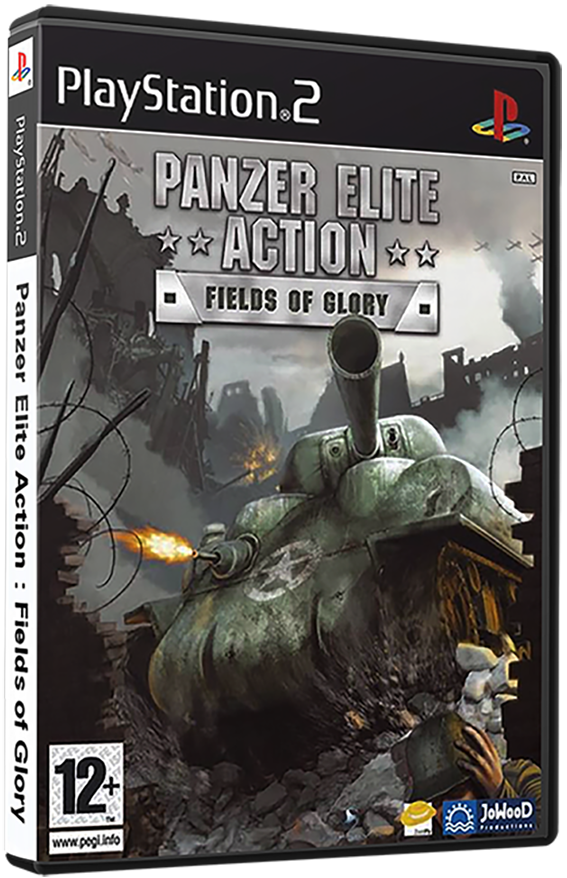 PlayStation.2
Panzer Elite Action : Fields of Glory
PlayStation®2
PAL
PANZER ELITE
ACTION
FIELDS OF GLORY
12+
www.pegi.info
JoWooD
Productions